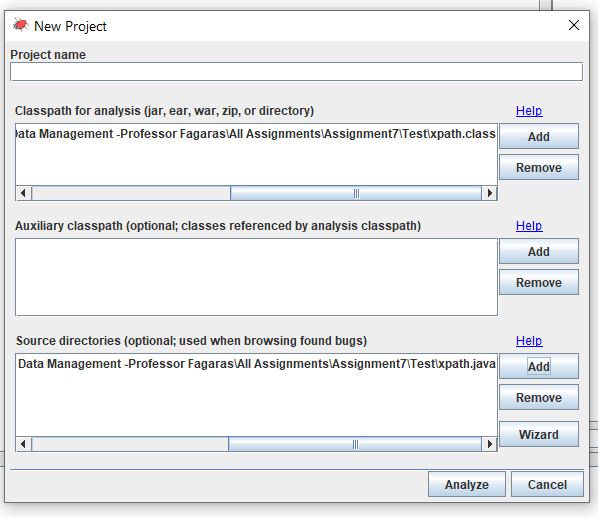 New Project
Project name
Classpath for analysis (jar, ear, war, zip, or directory)
Help
Data Management -Professor Fagaras\All Assignments\Assignment7\Test\xpath.class
Add
Remove
Auxiliary classpath (optional; classes referenced by analysis classpath)
Help
Add
Remove
Source directories (optional; used when browsing found bugs)
Help
Data Management -Professor Fagaras\All Assignments\Assignment7\Test\xpath.java
Add
Remove
Wizard
Analyze
Cancel